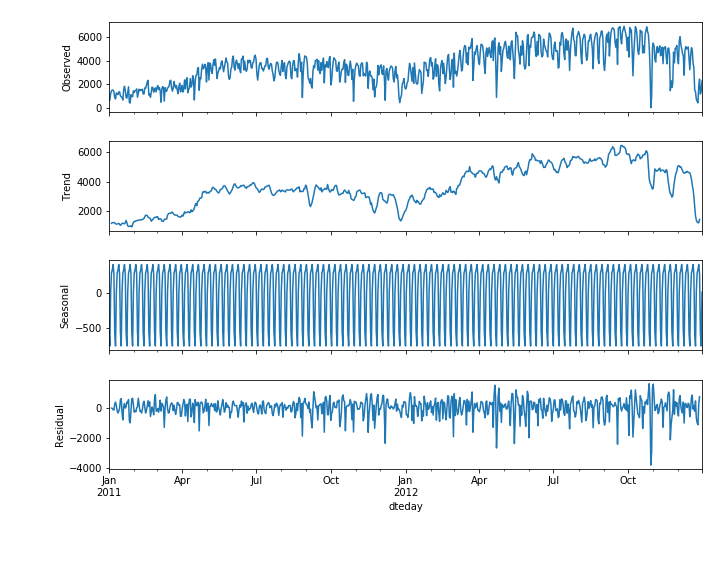 6000
4000
2000
0
Observed
6000
4000
2000
Trend
0
−500
Seasonal
0
−2000
−4000
Residual
Jan Apr Jul Oct Jan Apr Jul Oct
2011 2012
dteday